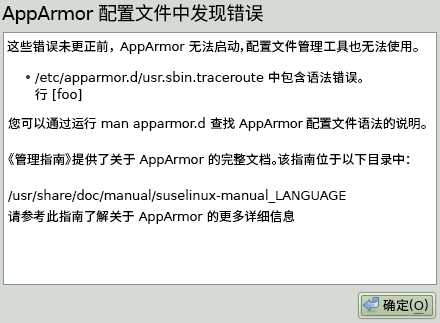 AppArmor 配置文件中发现错误
这些错误未更正前，AppArmor 无法启动，配置文件管理工具也无法使用。
• /etc/apparmor.d/usr.sbin.traceroute 中包含语法错误。
行 [foo]
您可以通过运行 man apparmor.d 查找 AppArmor 配置文件语法的说明。
《管理指南》提供了关于 AppArmor 的完整文档。该指南位于以下目录中：
/usr/share/doc/manual/suselinux-manual_LANGUAGE
请参考此指南了解关于 AppArmor 的更多详细信息
确定(O)